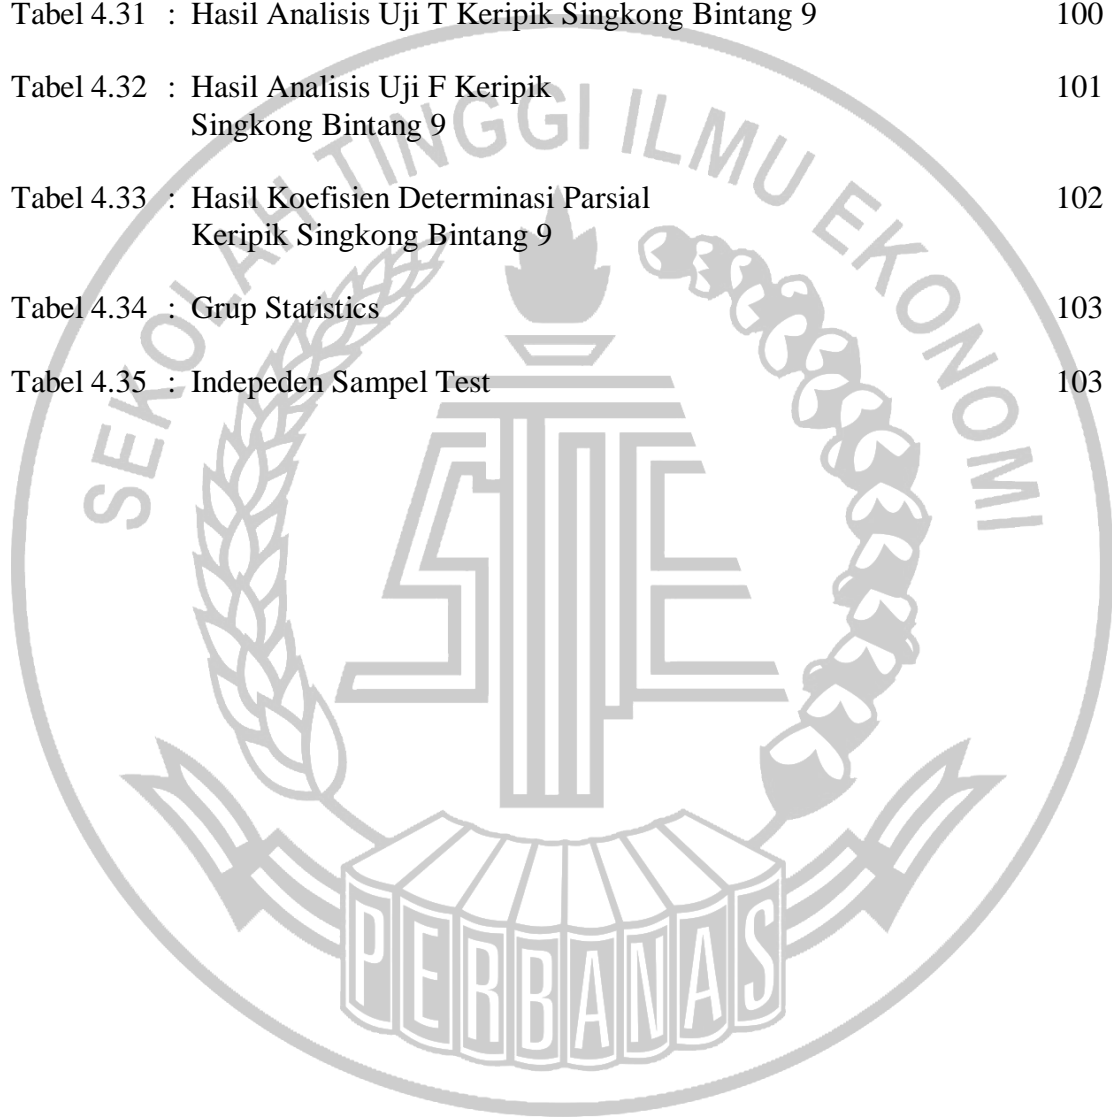 Tabel 4.31 : Hasil Analisis Uji T Keripik Singkong Bintang 9 100
Tabel 4.32 : Hasil Analisis Uji F Keripik 101
Singkong Bintang 9
Tabel 4.33 : Hasil Koefisien Determinasi Parsial 102
Keripik Singkong Bintang 9
Tabel 4.34 : Grup Statistics 103
Tabel 4.35 : Indepeden Sampel Test 103
SEKOLAH TINGGI ILMU EKONOMI
STIE
PERBANAS